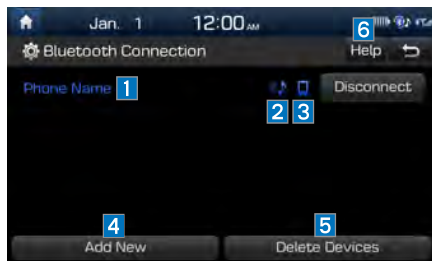 Jan. 1 12:00 AM
6
Bluetooth Connection Help
Phone Name 1 Disconnect
2 3
4 5
Add New Delete Devices